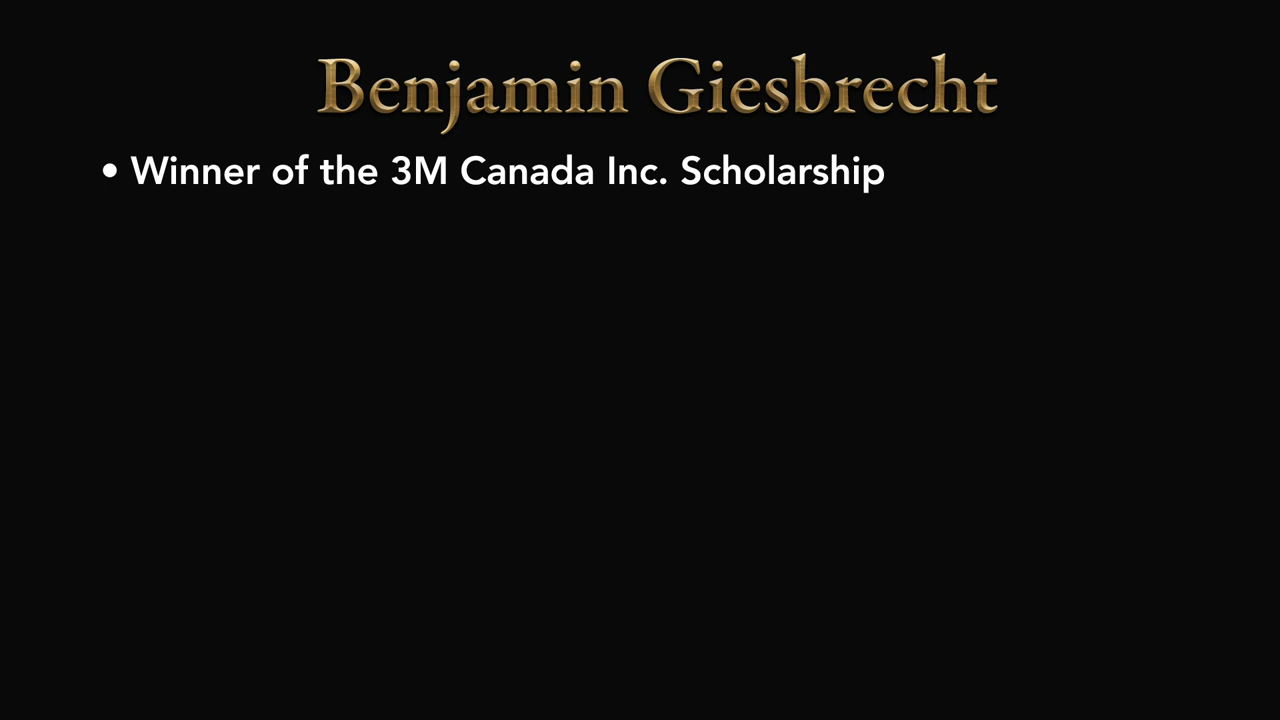 Benjamin Giesbrecht
• Winner of the 3M Canada Inc. Scholarship